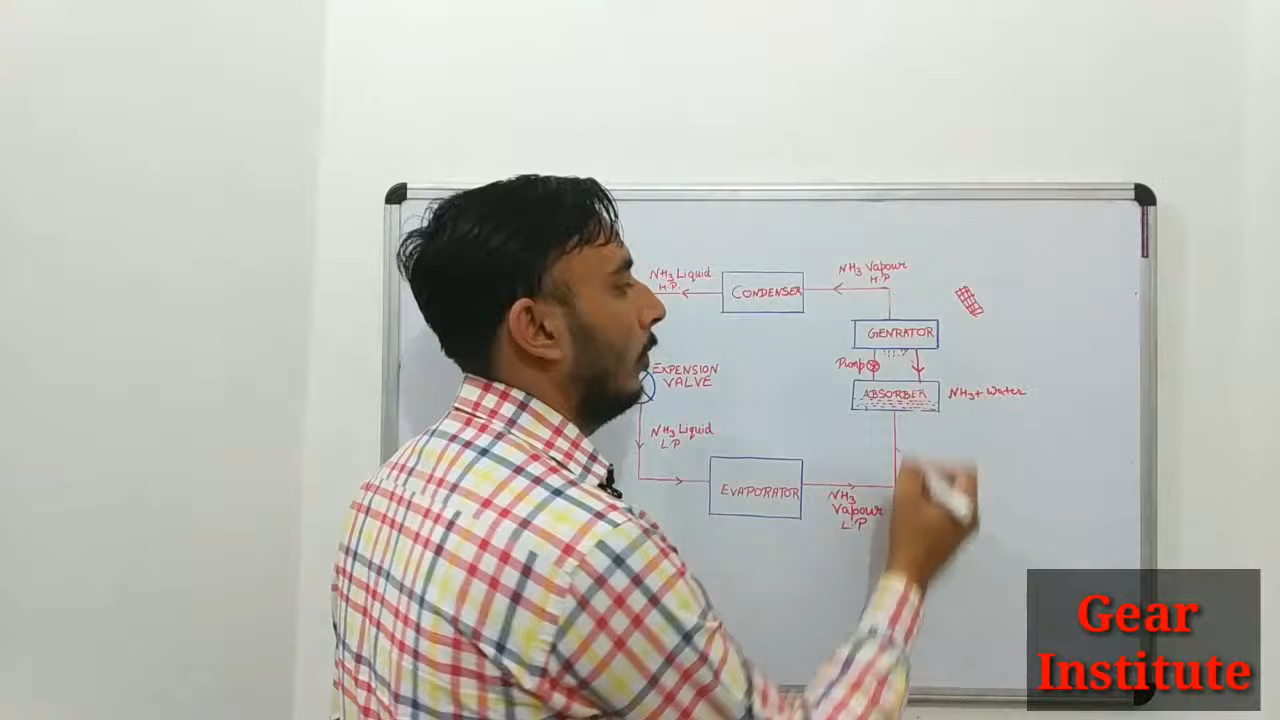 NH3 Liquid
H.P.
CONDENSER
NH3 Vapour
H.P
GENRATOR
Pump
ABSORBER
NH3+Water
EXPENSION
VALVE
NH3 Liquid
L.P
EVAPORATOR
NH3
Vapour
L.P
Gear
Institute